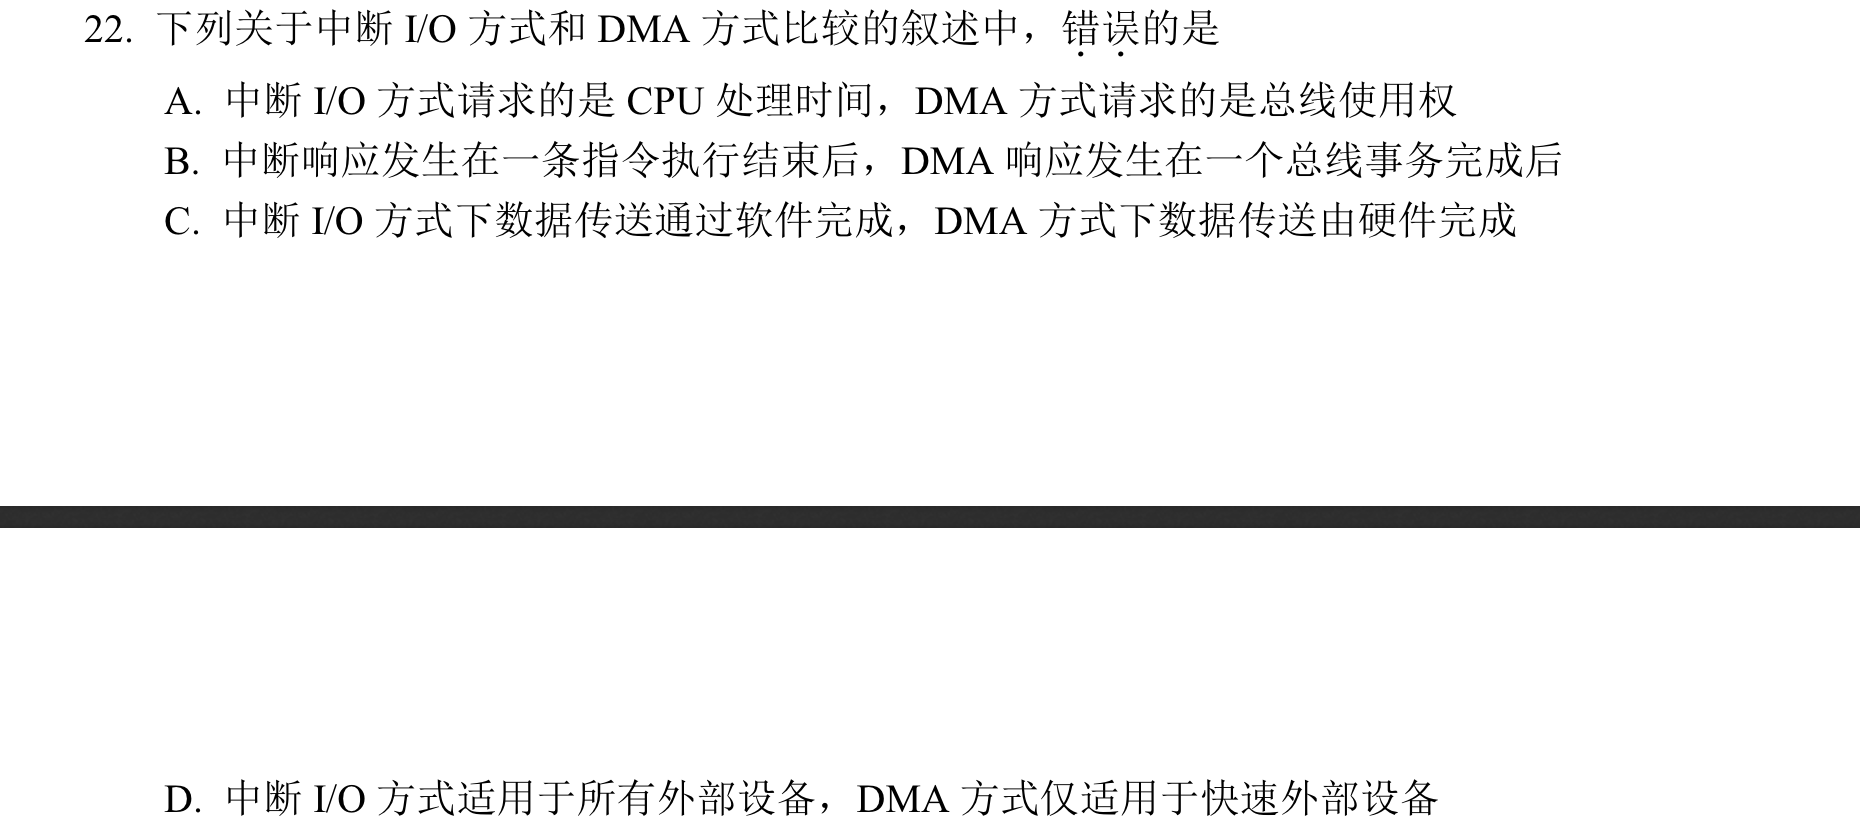 22. 下列关于中断 I/O 方式和 DMA 方式比较的叙述中，错误的是
A. 中断 I/O 方式请求的是 CPU 处理时间，DMA 方式请求的是总线使用权
B. 中断响应发生在一条指令执行结束后，DMA 响应发生在一个总线事务完成后
C. 中断 I/O 方式下数据传送通过软件完成，DMA 方式下数据传送由硬件完成
D. 中断 I/O 方式适用于所有外部设备，DMA 方式仅适用于快速外部设备